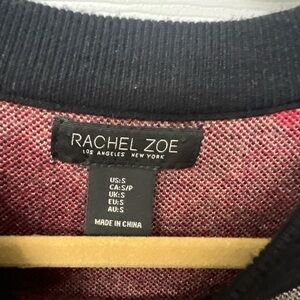 RACHEL ZOE
LOS ANGELES NEW YORK
US:S
CA:S/P
UK:S
EU:S
AU:S
MADE IN CHINA